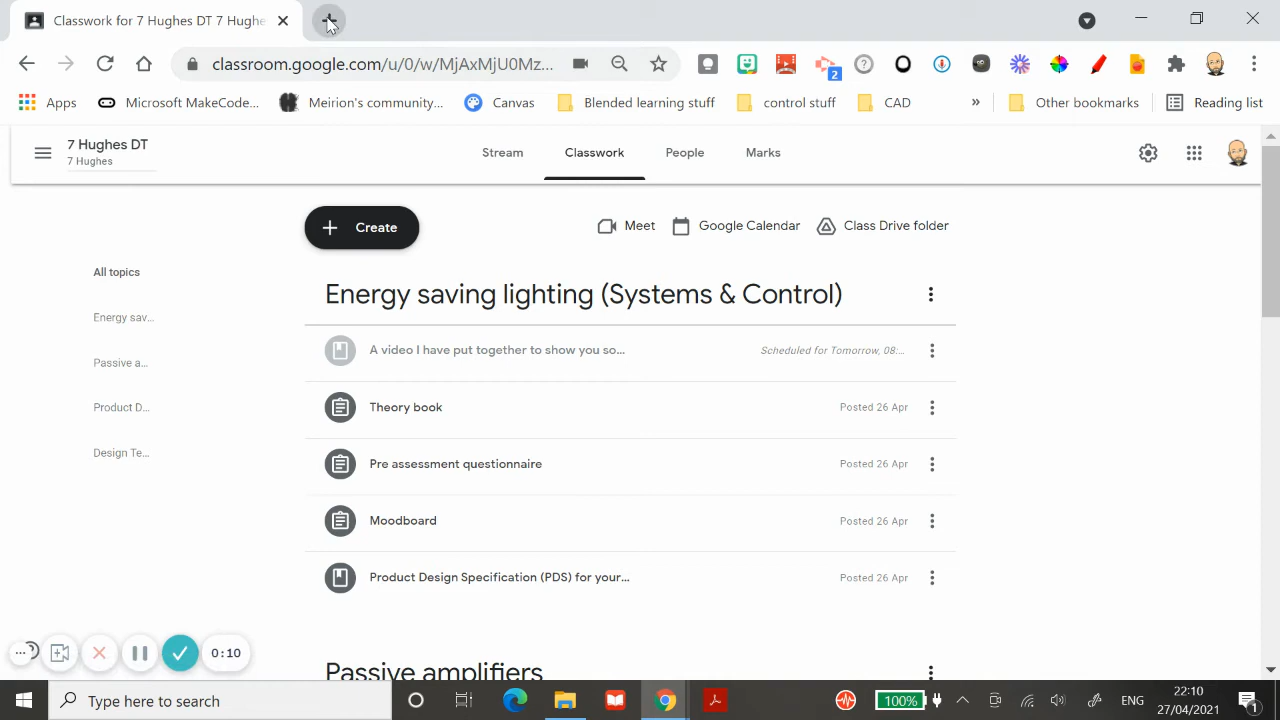 Classwork for 7 Hughes DT 7 Hughe
classroom.google.com/u/0/w/MjAxMjU0Mz...
2
Apps
Microsoft MakeCode...
Meirion's community...
Canvas
Blended learning stuff
control stuff
CAD
»
Other bookmarks
Reading list
7 Hughes DT
7 Hughes
Stream
Classwork
People
Marks
Create
Meet
Google Calendar
Class Drive folder
All topics
Energy sav...
Passive a...
Product D...
Design Te...
Energy saving lighting (Systems & Control)
A video I have put together to show you so...
Scheduled for Tomorrow, 08:...
Theory book
Posted 26 Apr
Pre assessment questionnaire
Posted 26 Apr
Moodboard
Posted 26 Apr
Product Design Specification (PDS) for your...
Posted 26 Apr
Passive amplifiers
0:10
Type here to search
100%
ENG
22:10
27/04/2021
1